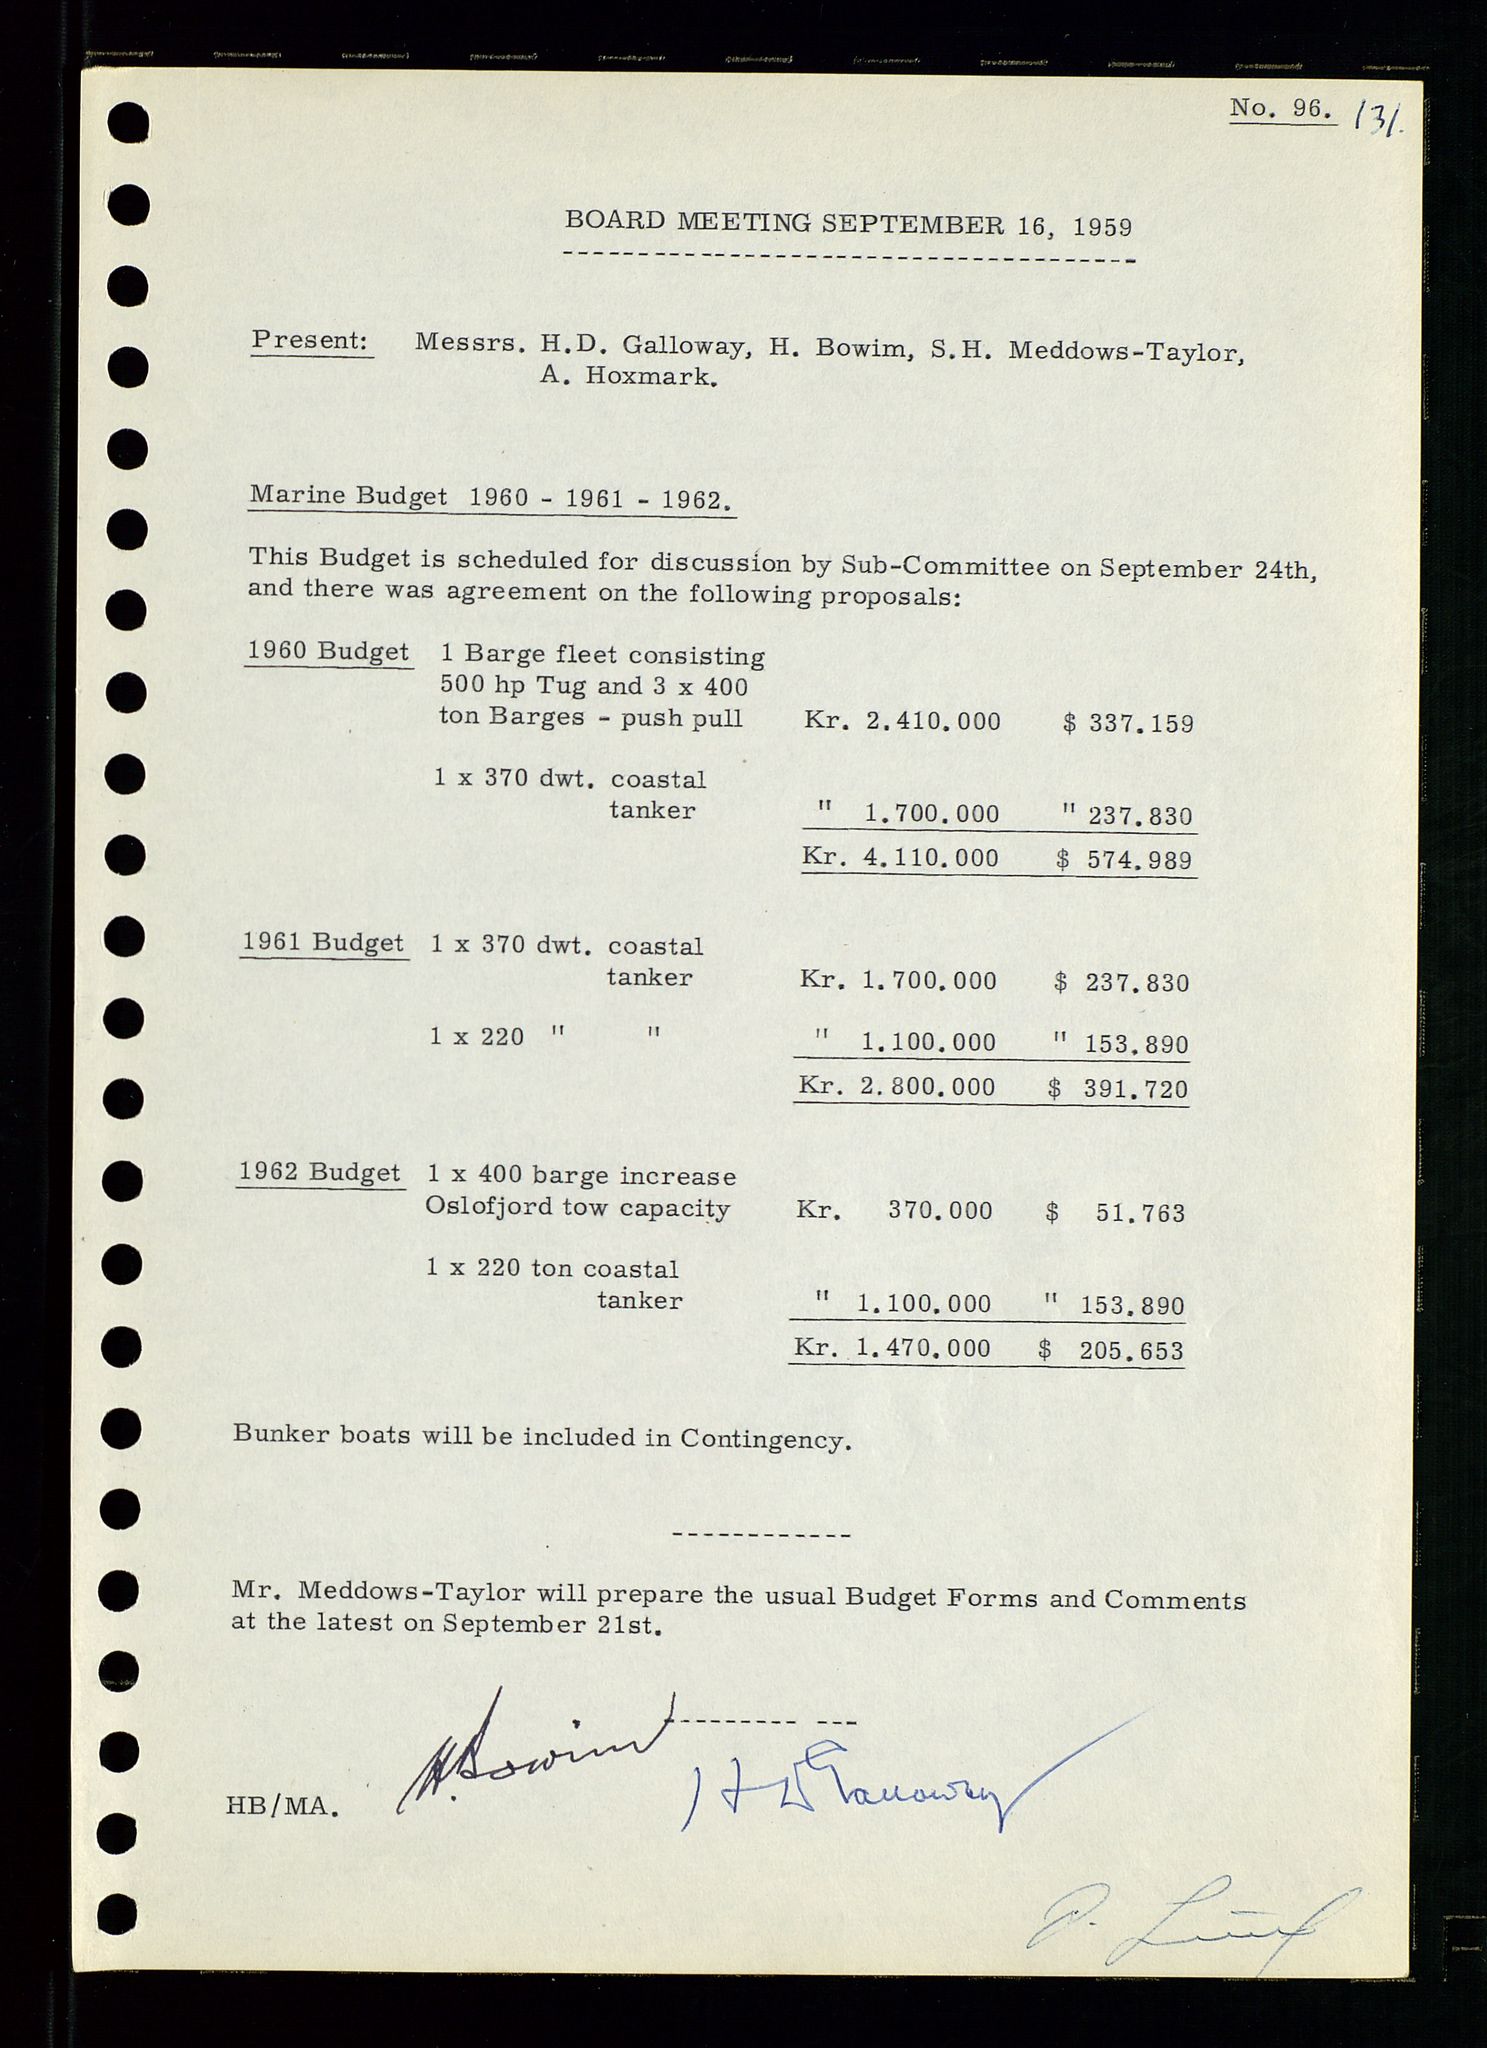 No. 96. 131.
BOARD MEETING SEPTEMBER 16, 1959
------------------------------------
Present: Messrs. H.D. Galloway, H. Bowim, S.H. Meddows-Taylor,
A. Hoxmark.
Marine Budget 1960 - 1961 - 1962.
This Budget is scheduled for discussion by Sub-Committee on September 24th,
and there was agreement on the following proposals:
1960 Budget 1 Barge fleet consisting
500 hp Tug and 3 x 400
ton Barges - push pull Kr. 2.410.000 $ 337.159
1 x 370 dwt. coastal
tanker " 1.700.000 " 237.830
Kr. 4.110.000 $ 574.989
1961 Budget 1 x 370 dwt. coastal
tanker Kr. 1.700.000 $ 237.830
1 x 220 " " " 1.100.000 " 153.890
Kr. 2.800.000 $ 391.720
1962 Budget 1 x 400 barge increase
Oslofjord tow capacity Kr. 370.000 $ 51.763
1 x 220 ton coastal
tanker " 1.100.000 " 153.890
Kr. 1.470.000 $ 205.653
Bunker boats will be included in Contingency.
------------
Mr. Meddows-Taylor will prepare the usual Budget Forms and Comments
at the latest on September 21st.
--------- ---
H. Bowim
HD Galloway
HB/MA.